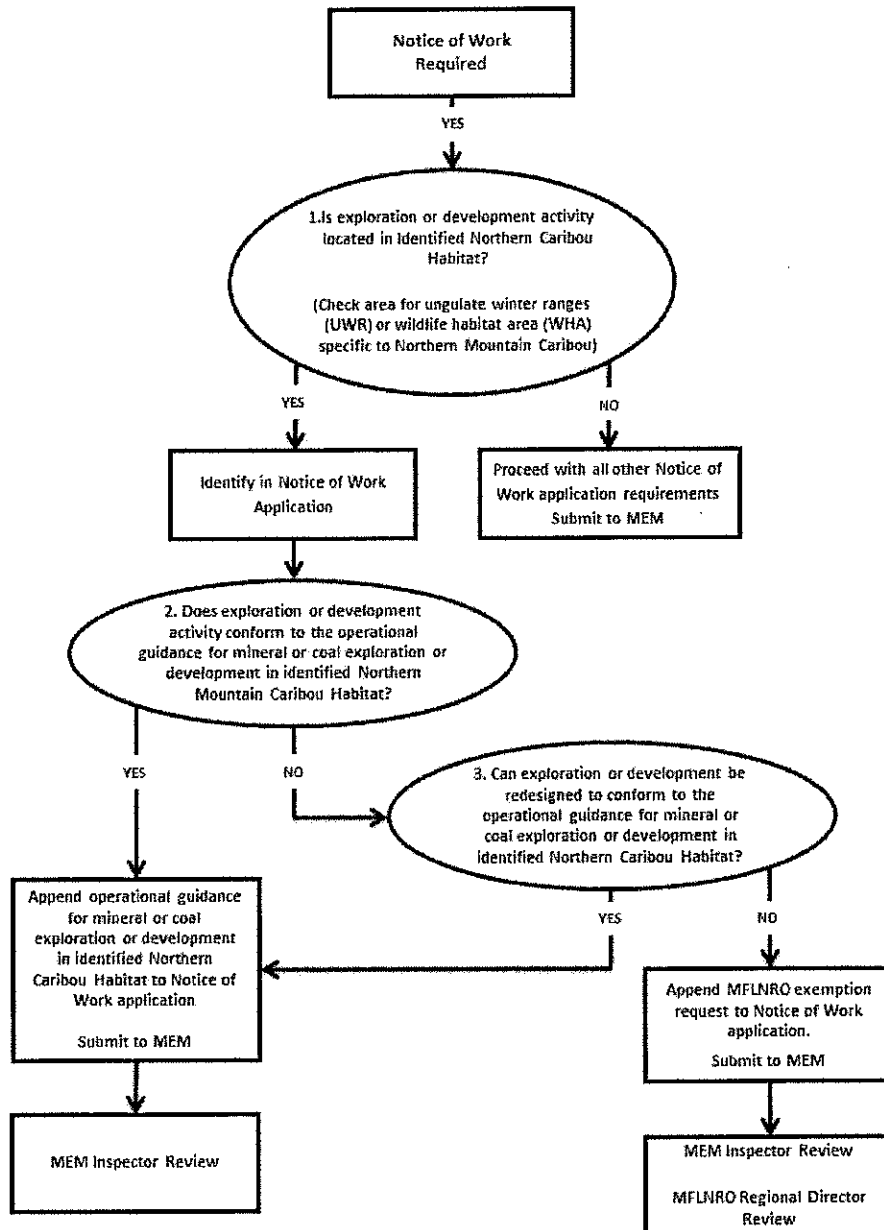 Notice of Work
Required
YES
1.Is exploration or development activity
located in Identified Northern Caribou
Habitat?
(Check area for ungulate winter ranges
(UWR) or wildlife habitat area (WHA)
specific to Northern Mountain Caribou)
YES
NO
Identify in Notice of Work
Application
Proceed with all other Notice of
Work application requirements
Submit to MEM
2. Does exploration or development
activity conform to the operational
guidance for mineral or coal exploration or
development in identified Northern
Mountain Caribou Habitat?
YES
NO
3. Can exploration or development be
redesigned to conform to the
operational guidance for mineral or
coal exploration or development in
identified Northern Caribou Habitat?
YES
NO
Append operational guidance
for mineral or coal
exploration or development
in identified Northern
Caribou Habitat to Notice of
Work application
Submit to MEM
Append MFLNRO exemption
request to Notice of Work
application.
Submit to MEM
MEM Inspector Review
MEM Inspector Review
MFLNRO Regional Director
Review